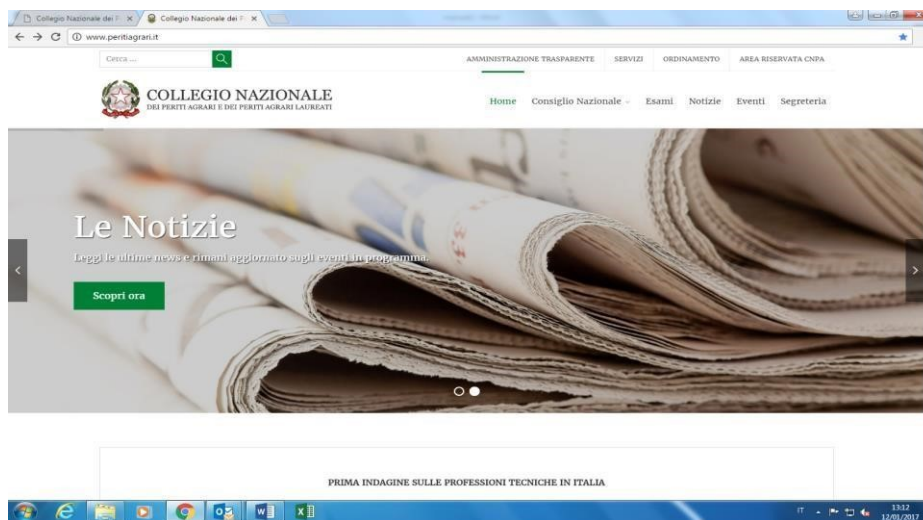 Collegio Nazionale dei P
Collegio Nazionale dei P
www.peritiagrari.it
Cerca ...
AMMINISTRAZIONE TRASPARENTE SERVIZI ORDINAMENTO AREA RISERVATA CNPA
COLLEGIO NAZIONALE
DEI PERITI AGRARI E DEI PERITI AGRARI LAUREATI
Home Consiglio Nazionale Esami Notizie Eventi Segreteria
Le Notizie
Leggi le ultime news e rimani aggiornato sugli eventi in programma.
Scopri ora
PRIMA INDAGINE SULLE PROFESSIONI TECNICHE IN ITALIA
IT
13:12
12/01/2017